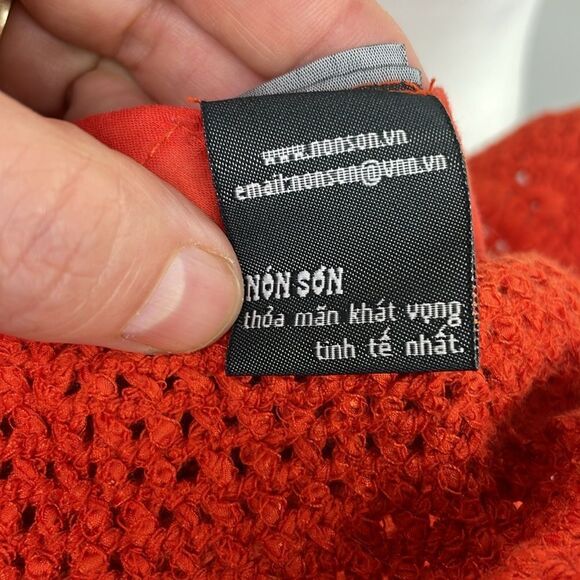 www.nonson.vn
email:nonson@vnn.vn
NÓN SƠN
thỏa mãn khát vọng
tinh tế nhất.